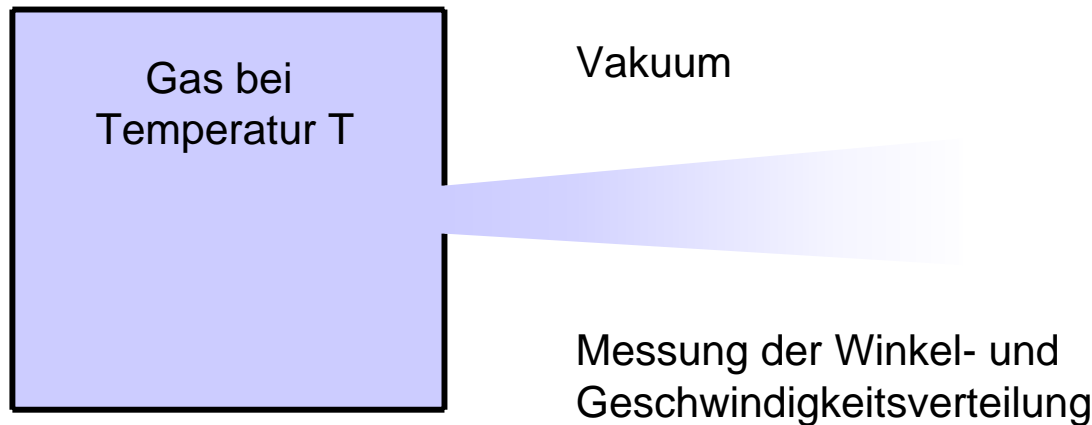 Gas bei
Temperatur T
Vakuum
Messung der Winkel- und
Geschwindigkeitsverteilung